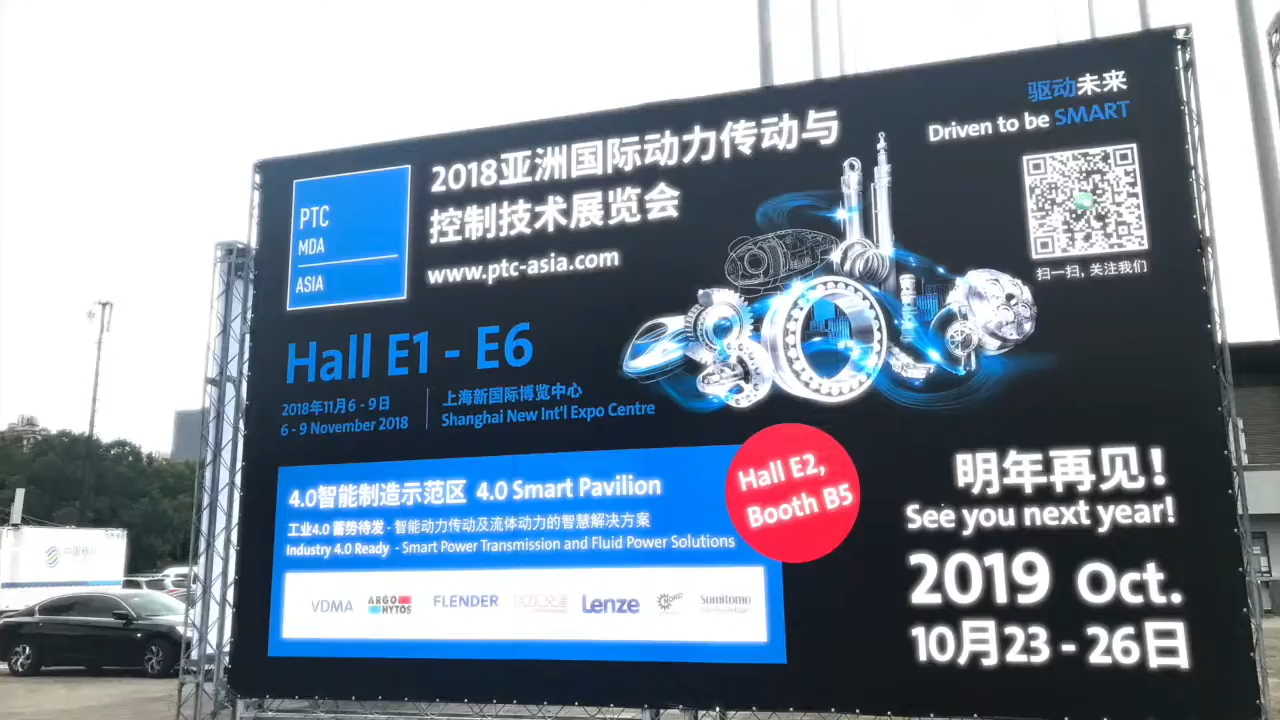 驱动未来
Driven to be SMART
2018亚洲国际动力传动与
控制技术展览会
www.ptc-asia.com
PTC
MDA
ASIA
扫一扫, 关注我们
Hall E1 - E6
2018年11月6 - 9日
6 - 9 November 2018
上海新国际博览中心
Shanghai New Int'l Expo Centre
4.0智能制造示范区 4.0 Smart Pavilion
工业4.0 蓄势待发 - 智能动力传动及流体动力的智慧解决方案
Industry 4.0 Ready - Smart Power Transmission and Fluid Power Solutions
Hall E2,
Booth B5
VDMA
ARGO
HYTOS
FLENDER
HAINE
Lenze
NORD
Sumitomo
明年再见！
See you next year!
2019 Oct.
10月23 - 26日
中国移动